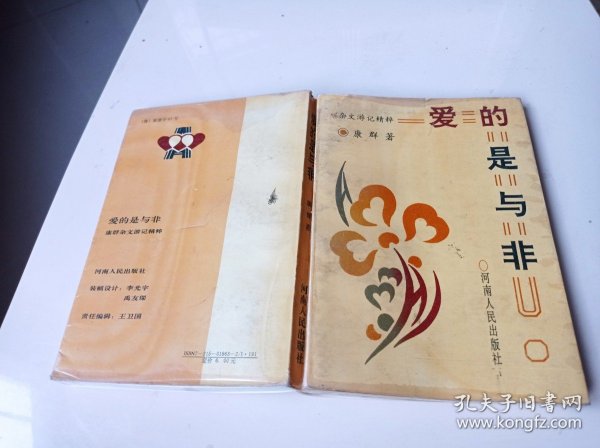 爱的是与非
杂文游记精粹
康群著
河南人民出版社
爱的是与非
康群杂文游记精粹
河南人民出版社
装帧设计：李光宇
禹友瑞
责任编辑：王卫国
河南人民出版社
孔夫子旧书网
www.kongfz.com